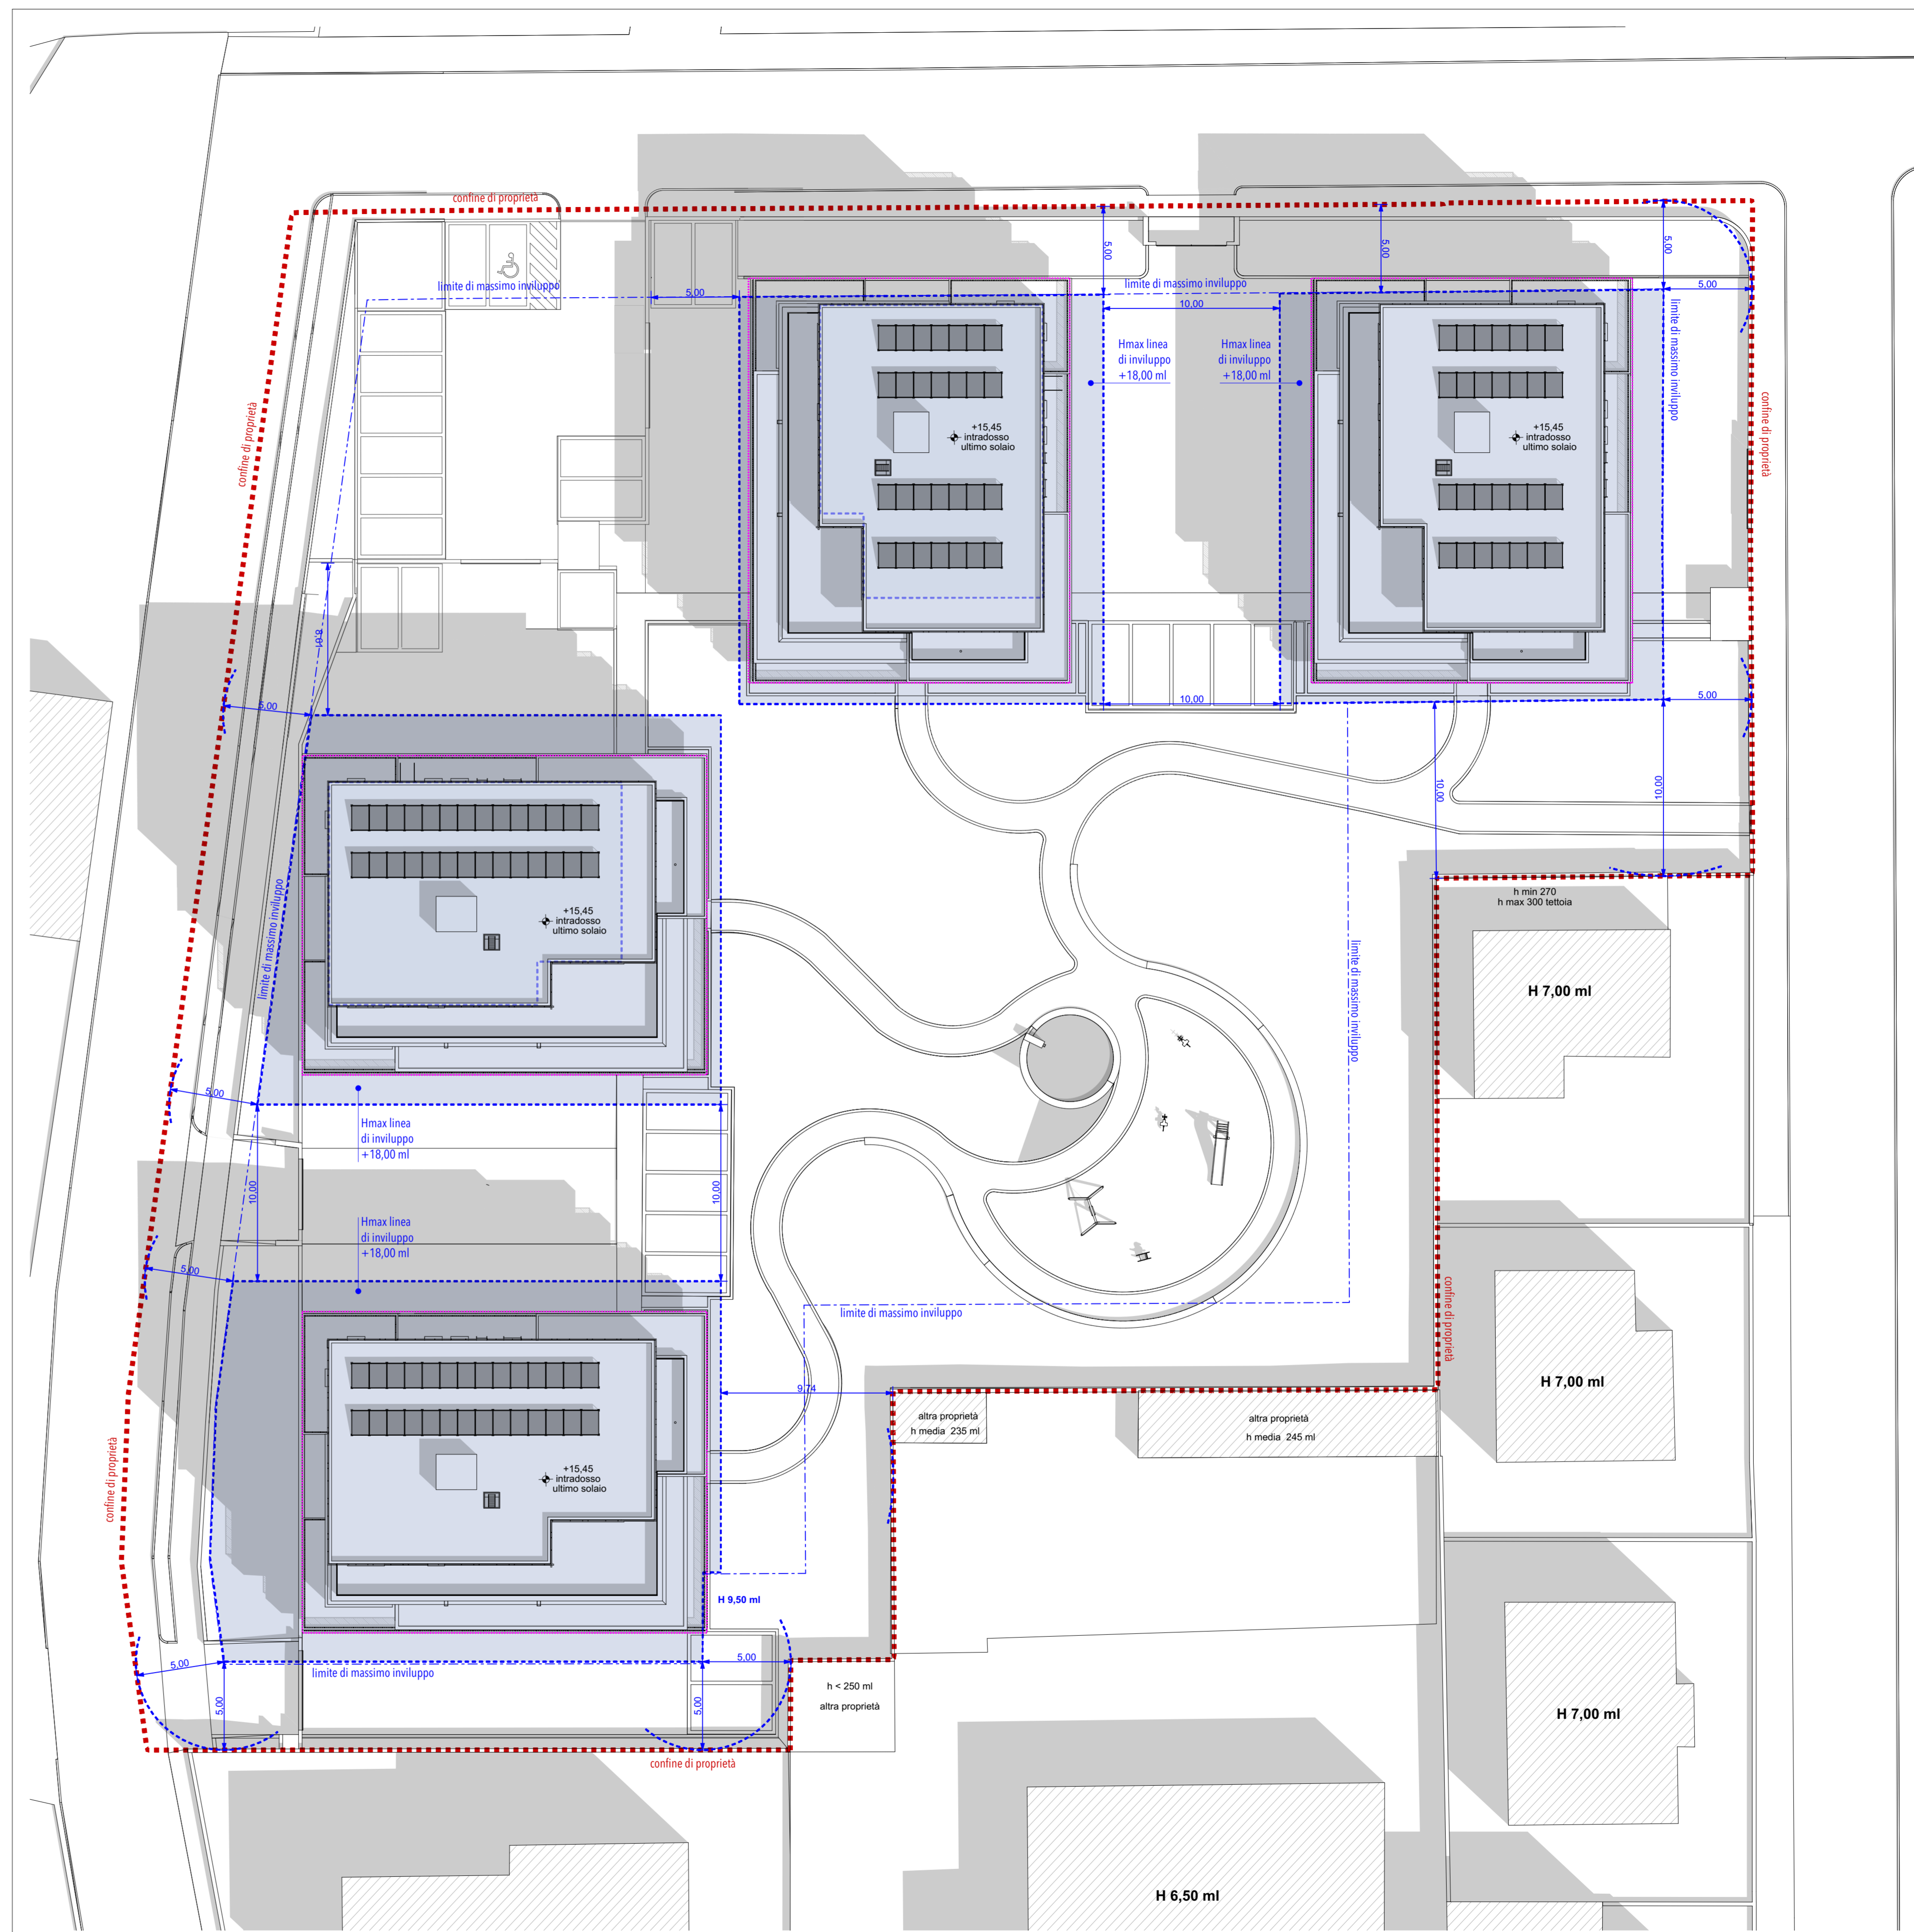 confine di proprietà
5,00
5,00
5,00
limite di massimo inviluppo
5,00
limite di massimo inviluppo
10,00
5,00
limite di massimo inviluppo
Hmax linea
di inviluppo
+18,00 ml
Hmax linea
di inviluppo
+18,00 ml
confine di proprietà
confine di proprietà
+15,45
intradosso
ultimo solaio
+15,45
intradosso
ultimo solaio
8,61
5,00
10,00
5,00
10,00
10,00
limite di massimo inviluppo
+15,45
intradosso
ultimo solaio
h min 270
h max 300 tettoia
limite di massimo inviluppo
H 7,00 ml
5,00
Hmax linea
di inviluppo
+18,00 ml
10,00
10,00
Hmax linea
di inviluppo
+18,00 ml
5,00
limite di massimo inviluppo
confine di proprietà
H 7,00 ml
9,74
altra proprietà
h media 235 ml
altra proprietà
h media 245 ml
confine di proprietà
+15,45
intradosso
ultimo solaio
H 9,50 ml
5,00
limite di massimo inviluppo
5,00
5,00
5,00
h < 250 ml
altra proprietà
H 7,00 ml
confine di proprietà
H 6,50 ml